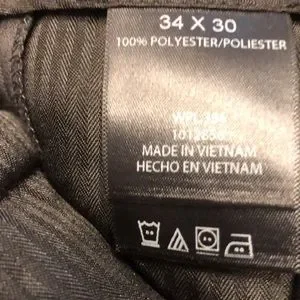 34 X 30
100% POLYESTER/POLIESTER
MADE IN VIETNAM
HECHO EN VIETNAM